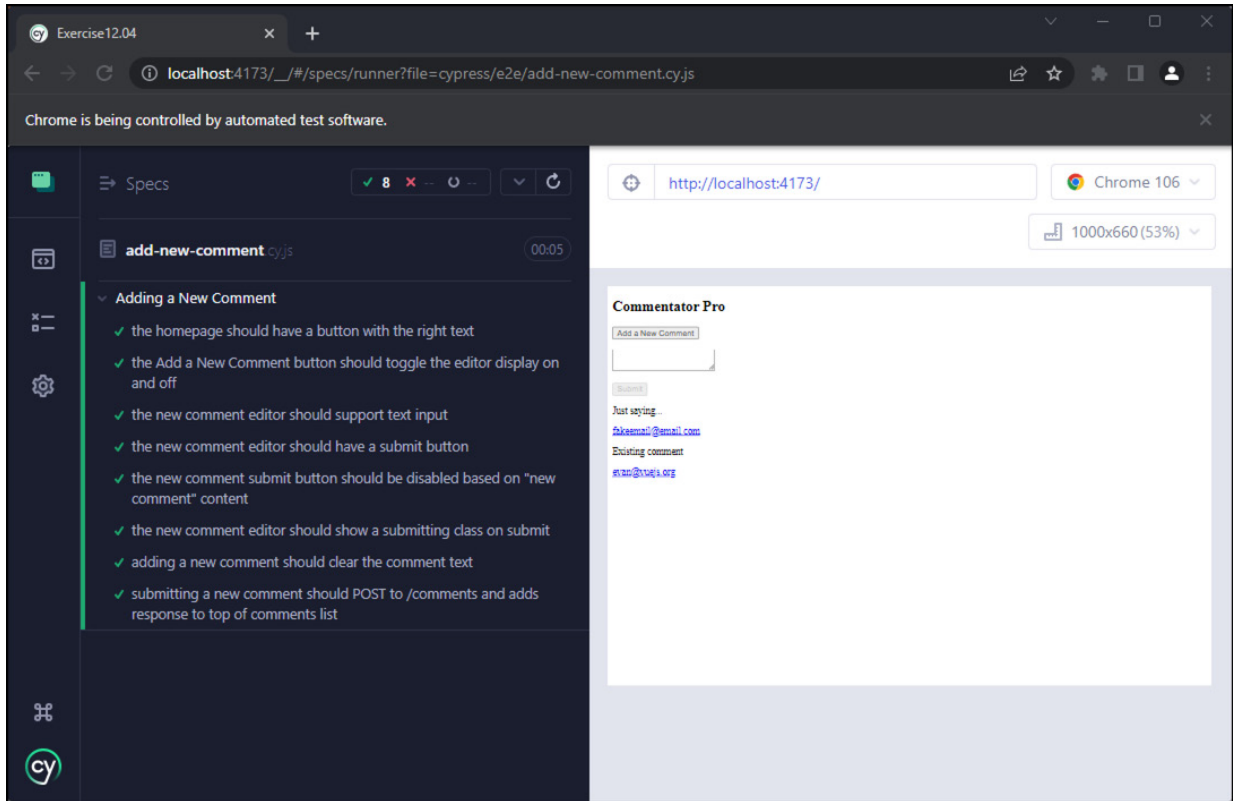 cy Exercise12.04
localhost:4173/__/#/specs/runner?file=cypress/e2e/add-new-comment.cy.js
Chrome is being controlled by automated test software.
Specs
8 -- --
add-new-comment.cy.js 00:05
Adding a New Comment
the homepage should have a button with the right text
the Add a New Comment button should toggle the editor display on
and off
the new comment editor should support text input
the new comment editor should have a submit button
the new comment submit button should be disabled based on "new
comment" content
the new comment editor should show a submitting class on submit
adding a new comment should clear the comment text
submitting a new comment should POST to /comments and adds
response to top of comments list
cy
http://localhost:4173/
Chrome 106
1000x660 (53%)
Commentator Pro
Add a New Comment
Submit
Just saying...
fakeemail@email.com
Existing comment
evan@vuejs.org